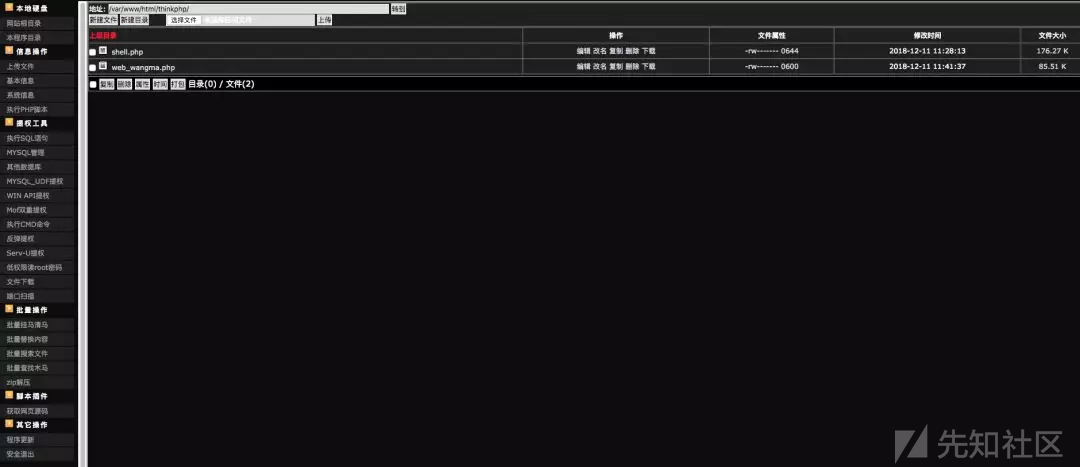 本地硬盘
网站根目录
本程序目录
信息操作
上传文件
基本信息
系统信息
执行PHP脚本
提权工具
执行SQL语句
MYSQL管理
其他数据库
MYSQL_UDF提权
WIN API提权
Mof双重提权
执行CMD命令
反弹提权
Serv-U提权
低权限读root密码
文件下载
端口扫描
批量操作
批量挂马清马
批量替换内容
批量搜索文件
批量查找木马
zip解压
脚本插件
获取网页源码
其它操作
程序更新
安全退出
地址: /var/www/html/thinkphp/ 转到
新建文件 新建目录 选择文件 未选择任何文件 上传
上级目录 操作 文件属性 修改时间 文件大小
shell.php 编辑 改名 复制 删除 下载 -rw------- 0644 2018-12-11 11:28:13 176.27 K
web_wangma.php 编辑 改名 复制 删除 下载 -rw------- 0600 2018-12-11 11:41:37 85.51 K
复制 删除 属性 时间 打包 目录(0) / 文件(2)
先知社区